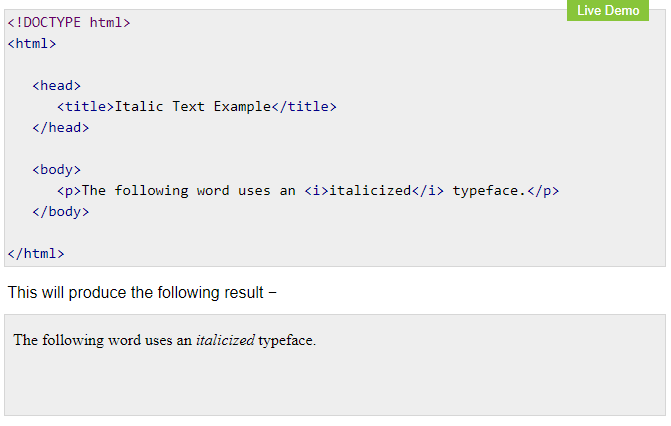 Live Demo
<!DOCTYPE html>
<html>
<head>
<title>Italic Text Example</title>
</head>
<body>
<p>The following word uses an <i>italicized</i> typeface.</p>
</body>
</html>
This will produce the following result −
The following word uses an italicized typeface.